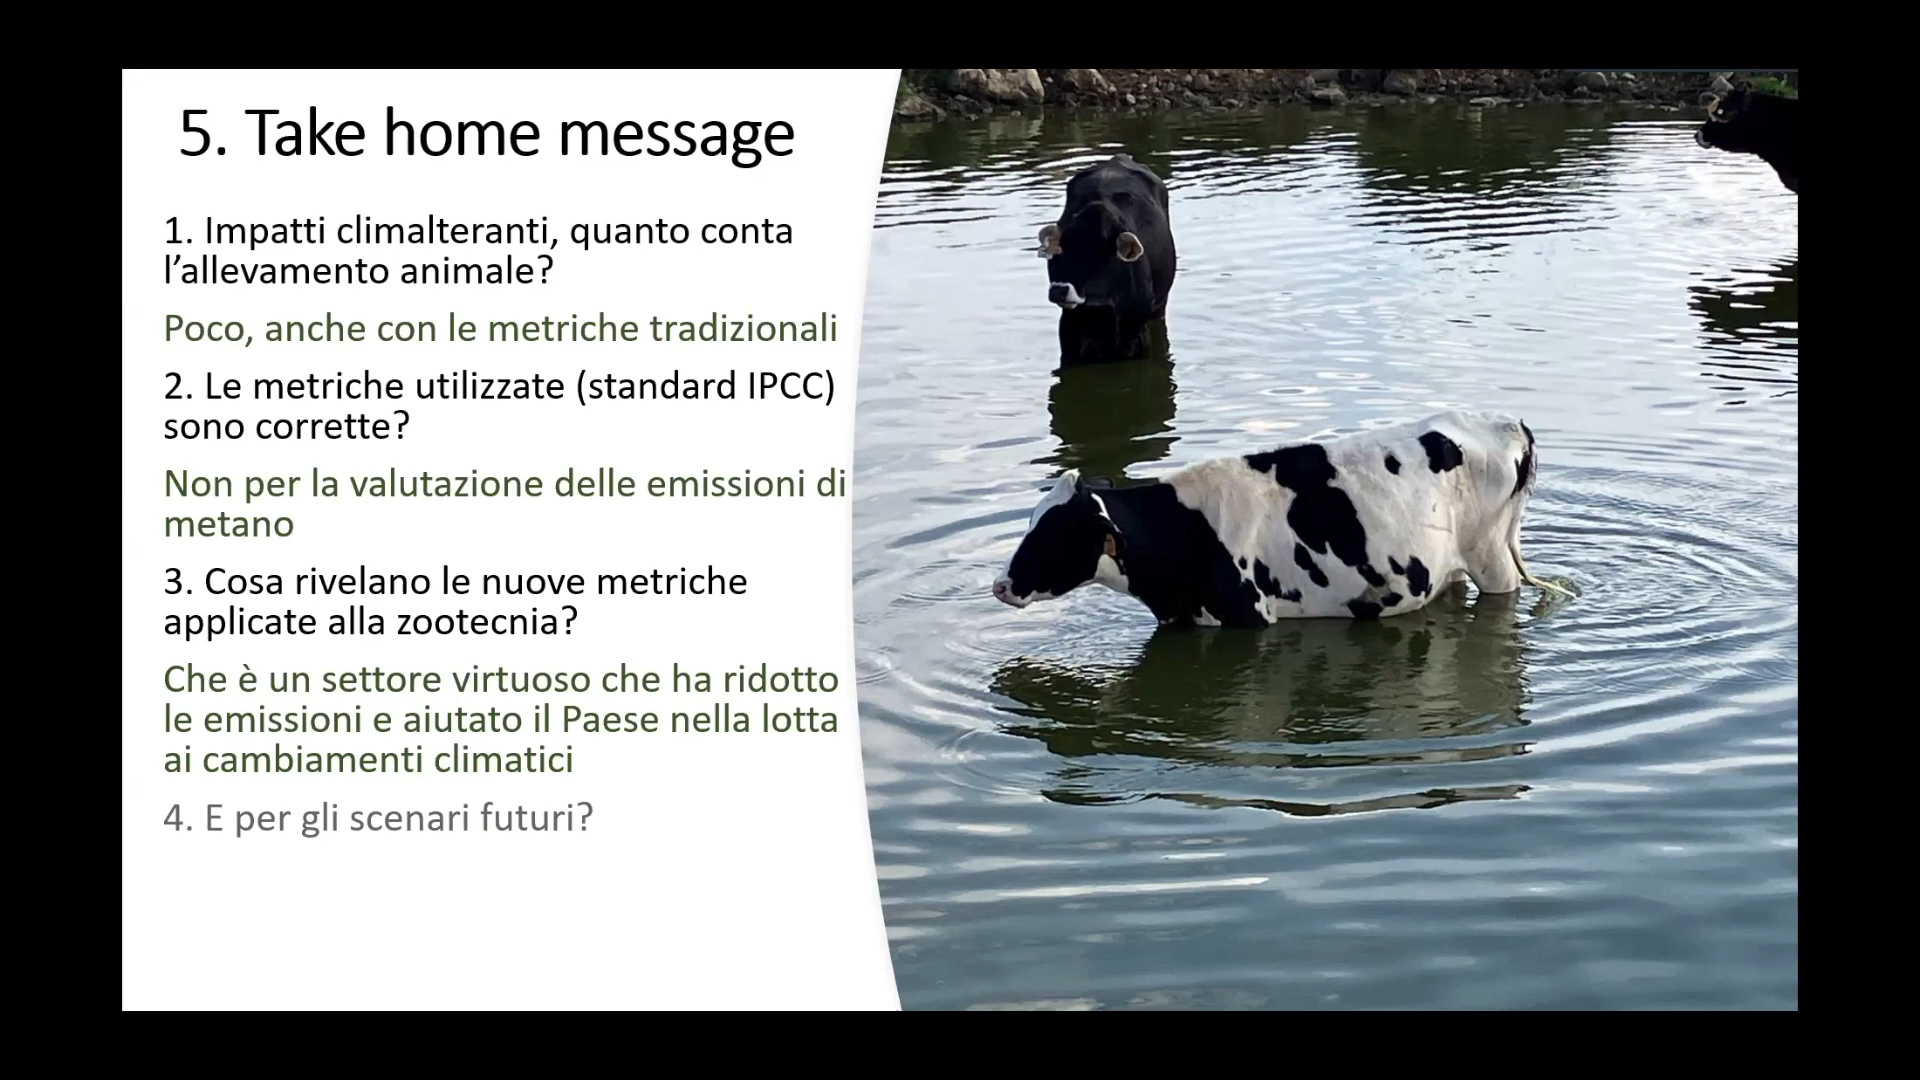 5. Take home message
1. Impatti climalteranti, quanto conta
l’allevamento animale?
Poco, anche con le metriche tradizionali
2. Le metriche utilizzate (standard IPCC)
sono corrette?
Non per la valutazione delle emissioni di
metano
3. Cosa rivelano le nuove metriche
applicate alla zootecnia?
Che è un settore virtuoso che ha ridotto
le emissioni e aiutato il Paese nella lotta
ai cambiamenti climatici
4. E per gli scenari futuri?